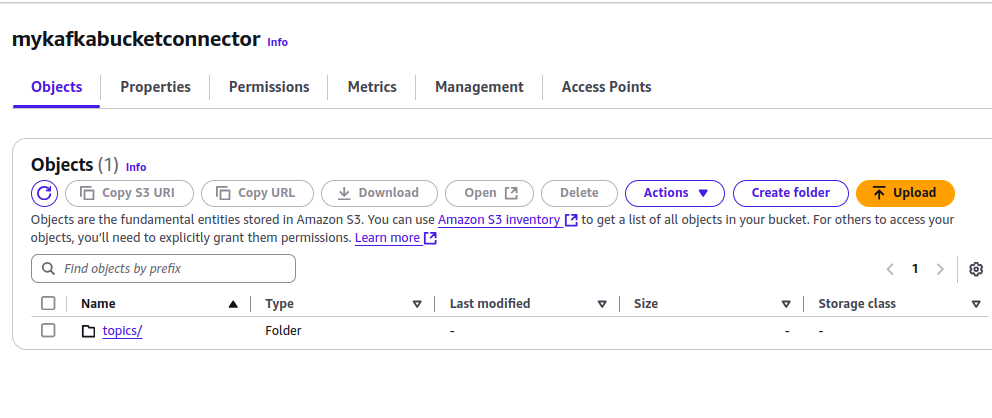 mykafkabucketconnector Info
Objects Properties Permissions Metrics Management Access Points
Objects (1) Info
Copy S3 URI Copy URL Download Open Delete Actions Create folder Upload
Objects are the fundamental entities stored in Amazon S3. You can use Amazon S3 inventory to get a list of all objects in your bucket. For others to access your
objects, you'll need to explicitly grant them permissions. Learn more
Find objects by prefix 1
Name Type Last modified Size Storage class
topics/ Folder - - -